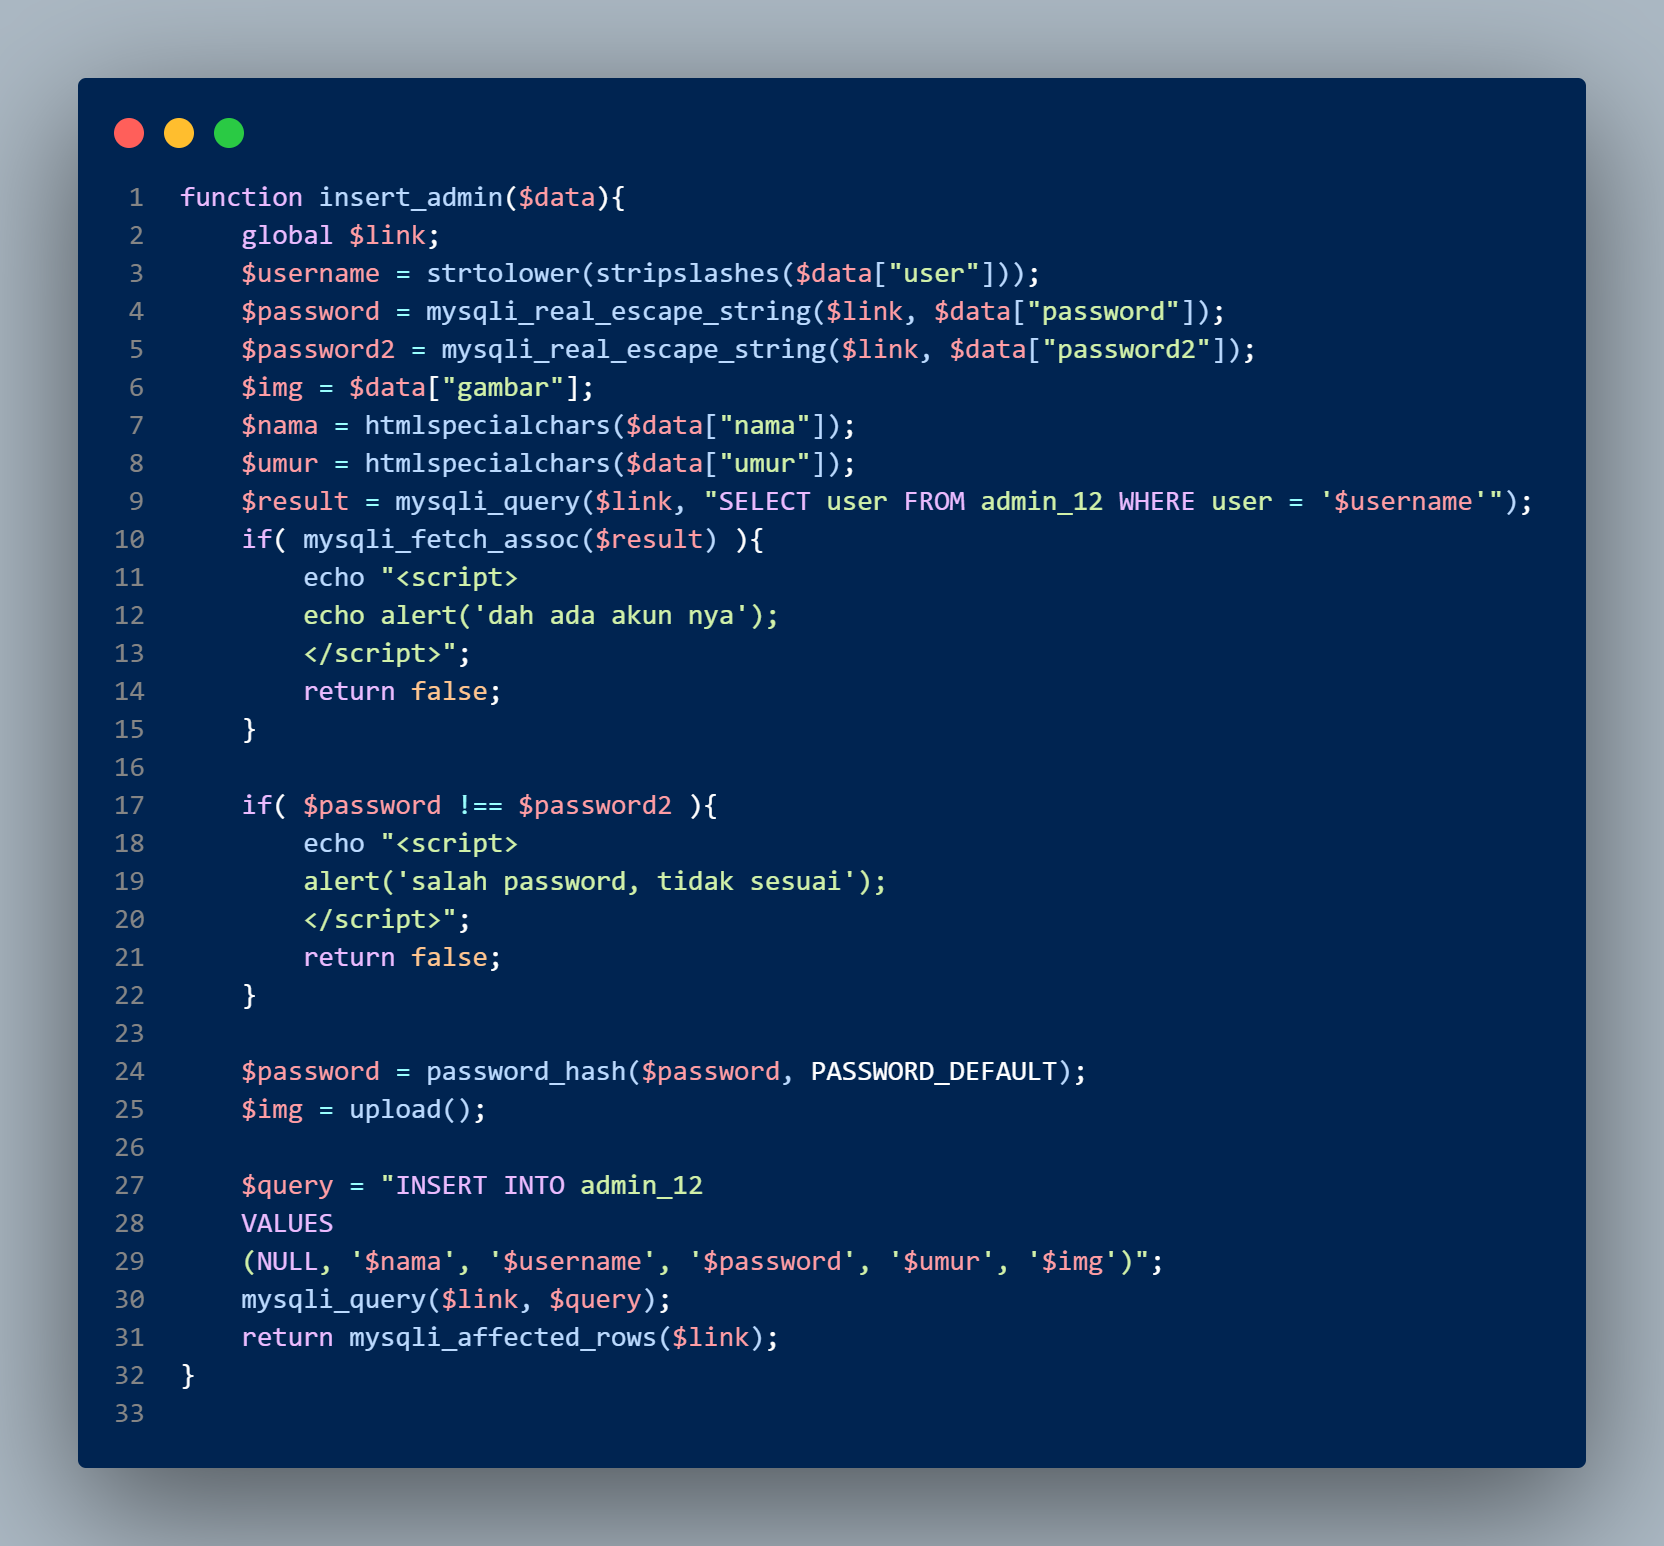 1 function insert_admin($data){
2     global $link;
3     $username = strtolower(stripslashes($data["user"]));
4     $password = mysqli_real_escape_string($link, $data["password"]);
5     $password2 = mysqli_real_escape_string($link, $data["password2"]);
6     $img = $data["gambar"];
7     $nama = htmlspecialchars($data["nama"]);
8     $umur = htmlspecialchars($data["umur"]);
9     $result = mysqli_query($link, "SELECT user FROM admin_12 WHERE user = '$username'");
10     if( mysqli_fetch_assoc($result) ){
11         echo "<script>
12         echo alert('dah ada akun nya');
13         </script>";
14         return false;
15     }
16
17     if( $password !== $password2 ){
18         echo "<script>
19         alert('salah password, tidak sesuai');
20         </script>";
21         return false;
22     }
23
24     $password = password_hash($password, PASSWORD_DEFAULT);
25     $img = upload();
26
27     $query = "INSERT INTO admin_12
28     VALUES
29     (NULL, '$nama', '$username', '$password', '$umur', '$img')";
30     mysqli_query($link, $query);
31     return mysqli_affected_rows($link);
32 }
33